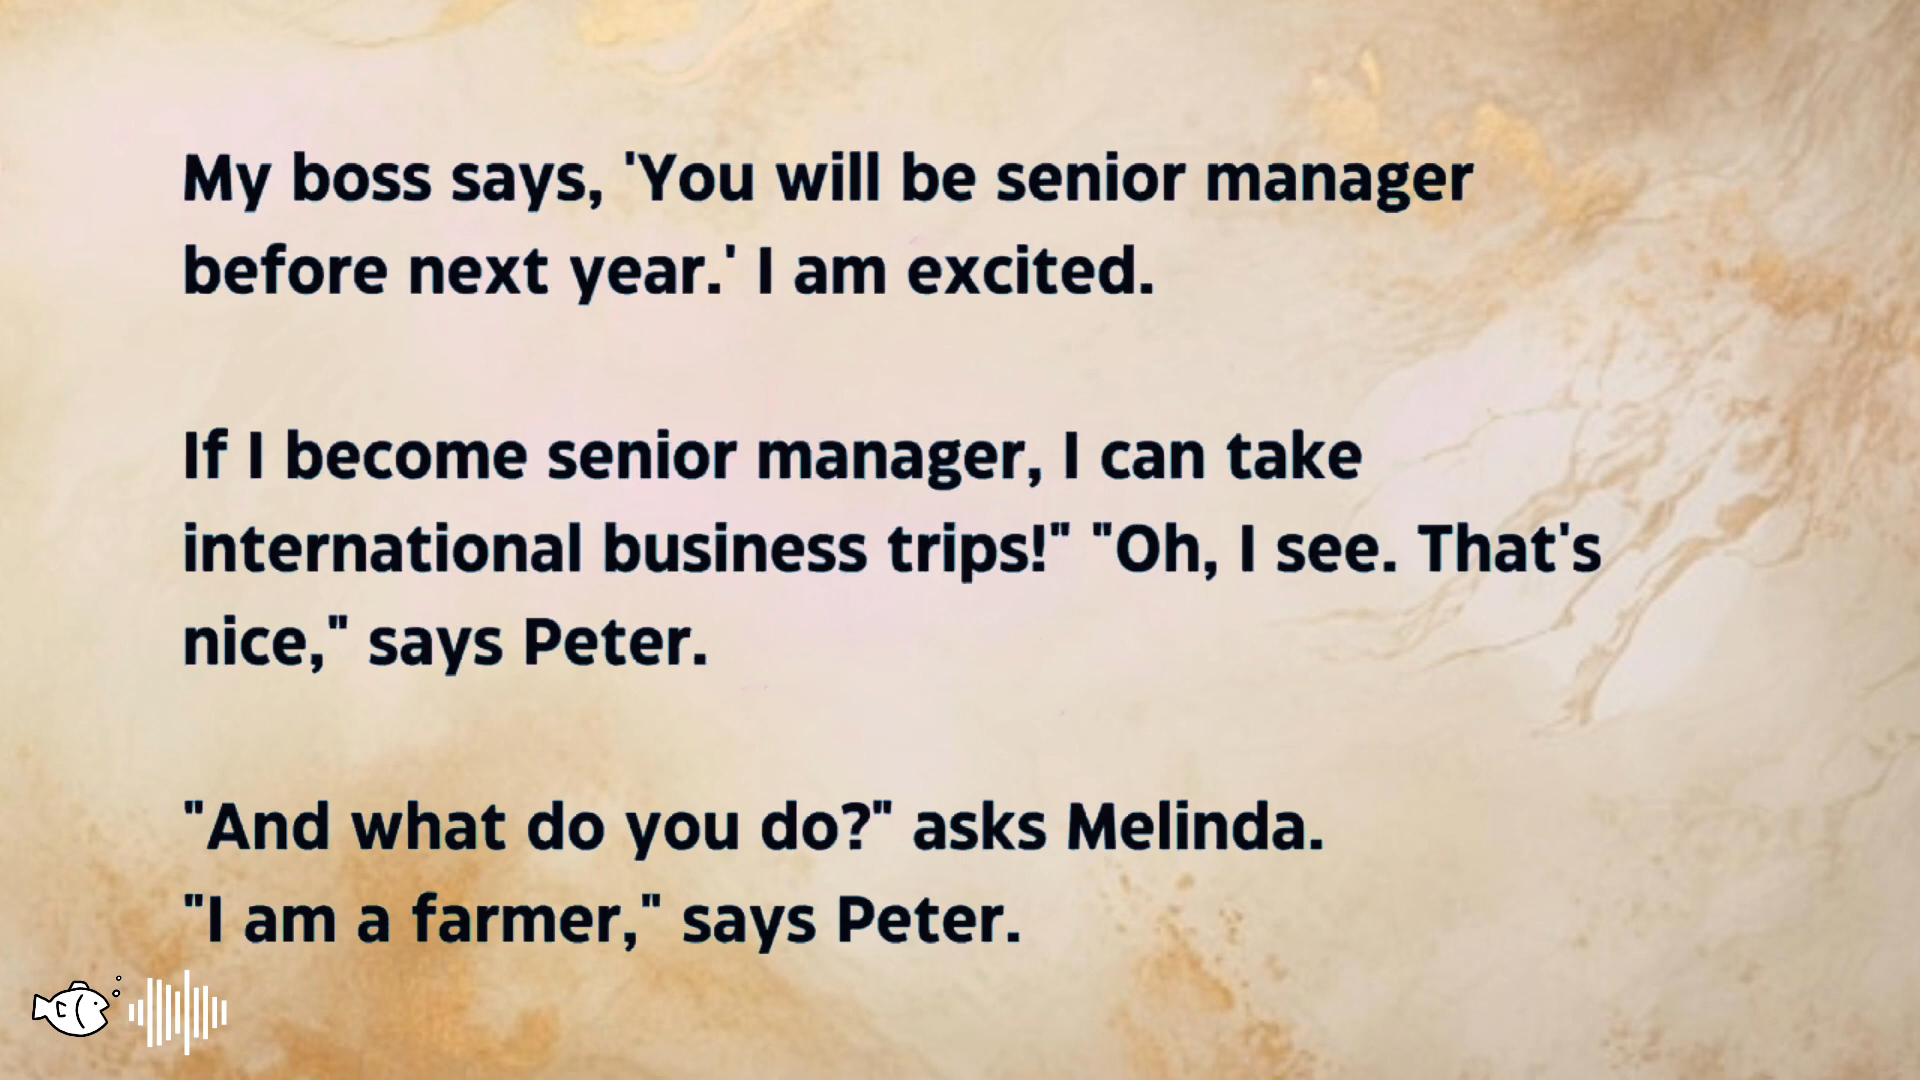 My boss says, 'You will be senior manager
before next year.' I am excited.
If I become senior manager, I can take
international business trips!" "Oh, I see. That's
nice," says Peter.
"And what do you do?" asks Melinda.
"I am a farmer," says Peter.